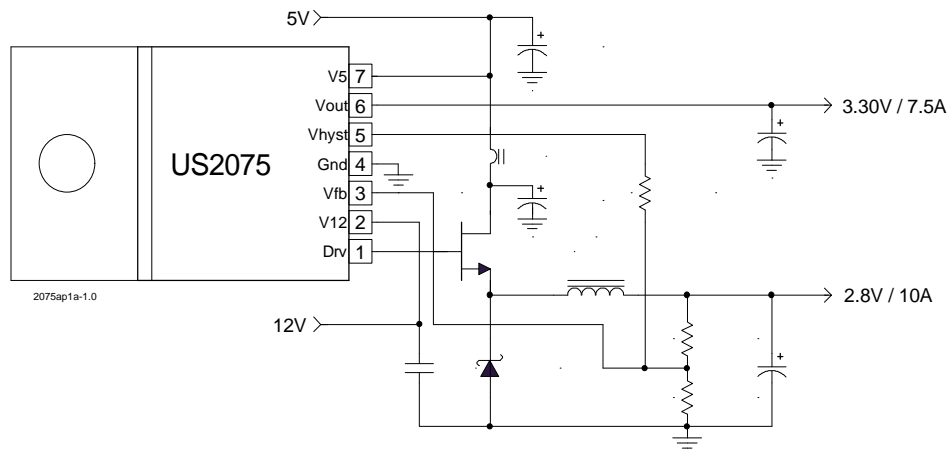 5V
V5 7
Vout 6
3.30V / 7.5A
Vhyst 5
US2075
Gnd 4
Vfb 3
V12 2
Drv 1
2075ap1a-1.0
2.8V / 10A
12V
+
+
+
+